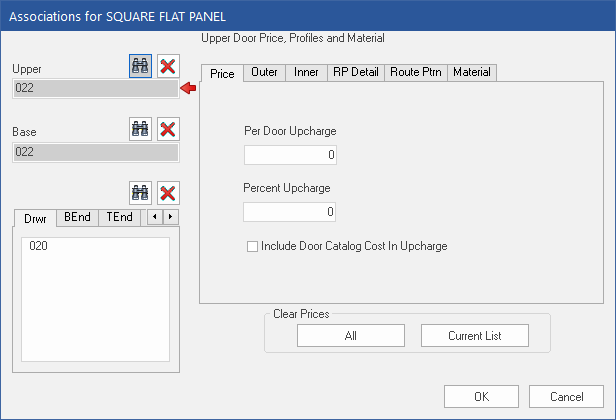 Associations for SQUARE FLAT PANEL
Upper Door Price, Profiles and Material
Upper
022
Base
022
Drwr BEnd TEnd
020
Price Outer Inner RP Detail Route Ptrn Material
Per Door Upcharge
0
Percent Upcharge
0
Include Door Catalog Cost In Upcharge
Clear Prices
All Current List
OK Cancel